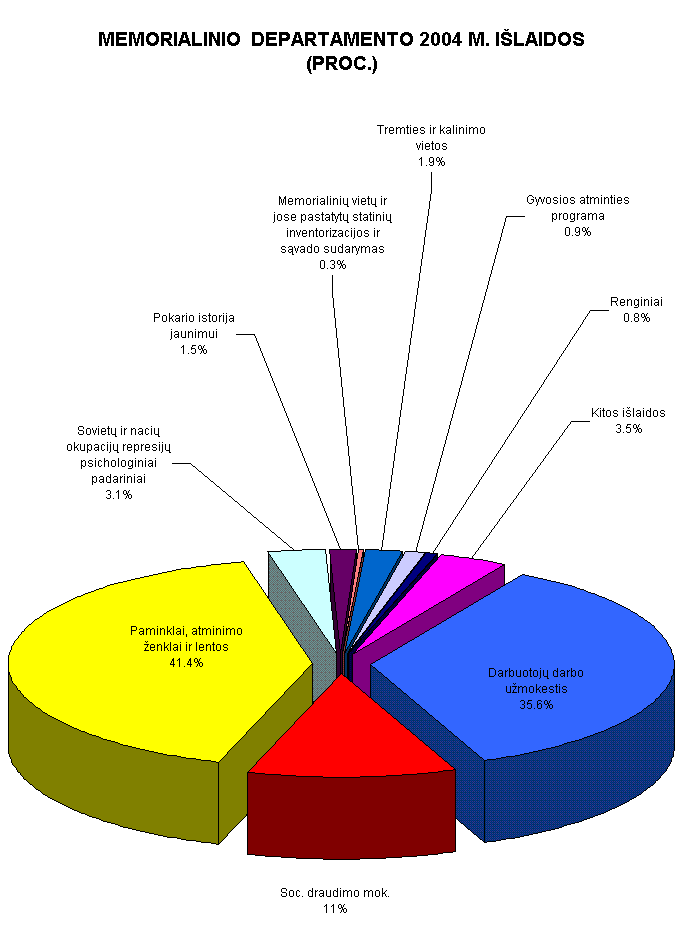 MEMORIALINIO DEPARTAMENTO 2004 M. IŠLAIDOS
(PROC.)
Tremties ir kalinimo
vietos
1.9%
Memorialinių vietų ir
jose pastatytų statinių
inventorizacijos ir
sąvado sudarymas
0.3%
Gyvosios atminties
programa
0.9%
Renginiai
0.8%
Pokario istorija
jaunimui
1.5%
Kitos išlaidos
3.5%
Sovietų ir nacių
okupacijų represijų
psichologiniai
padariniai
3.1%
Paminklai, atminimo
ženklai ir lentos
41.4%
Darbuotojų darbo
užmokestis
35.6%
Soc. draudimo mok.
11%